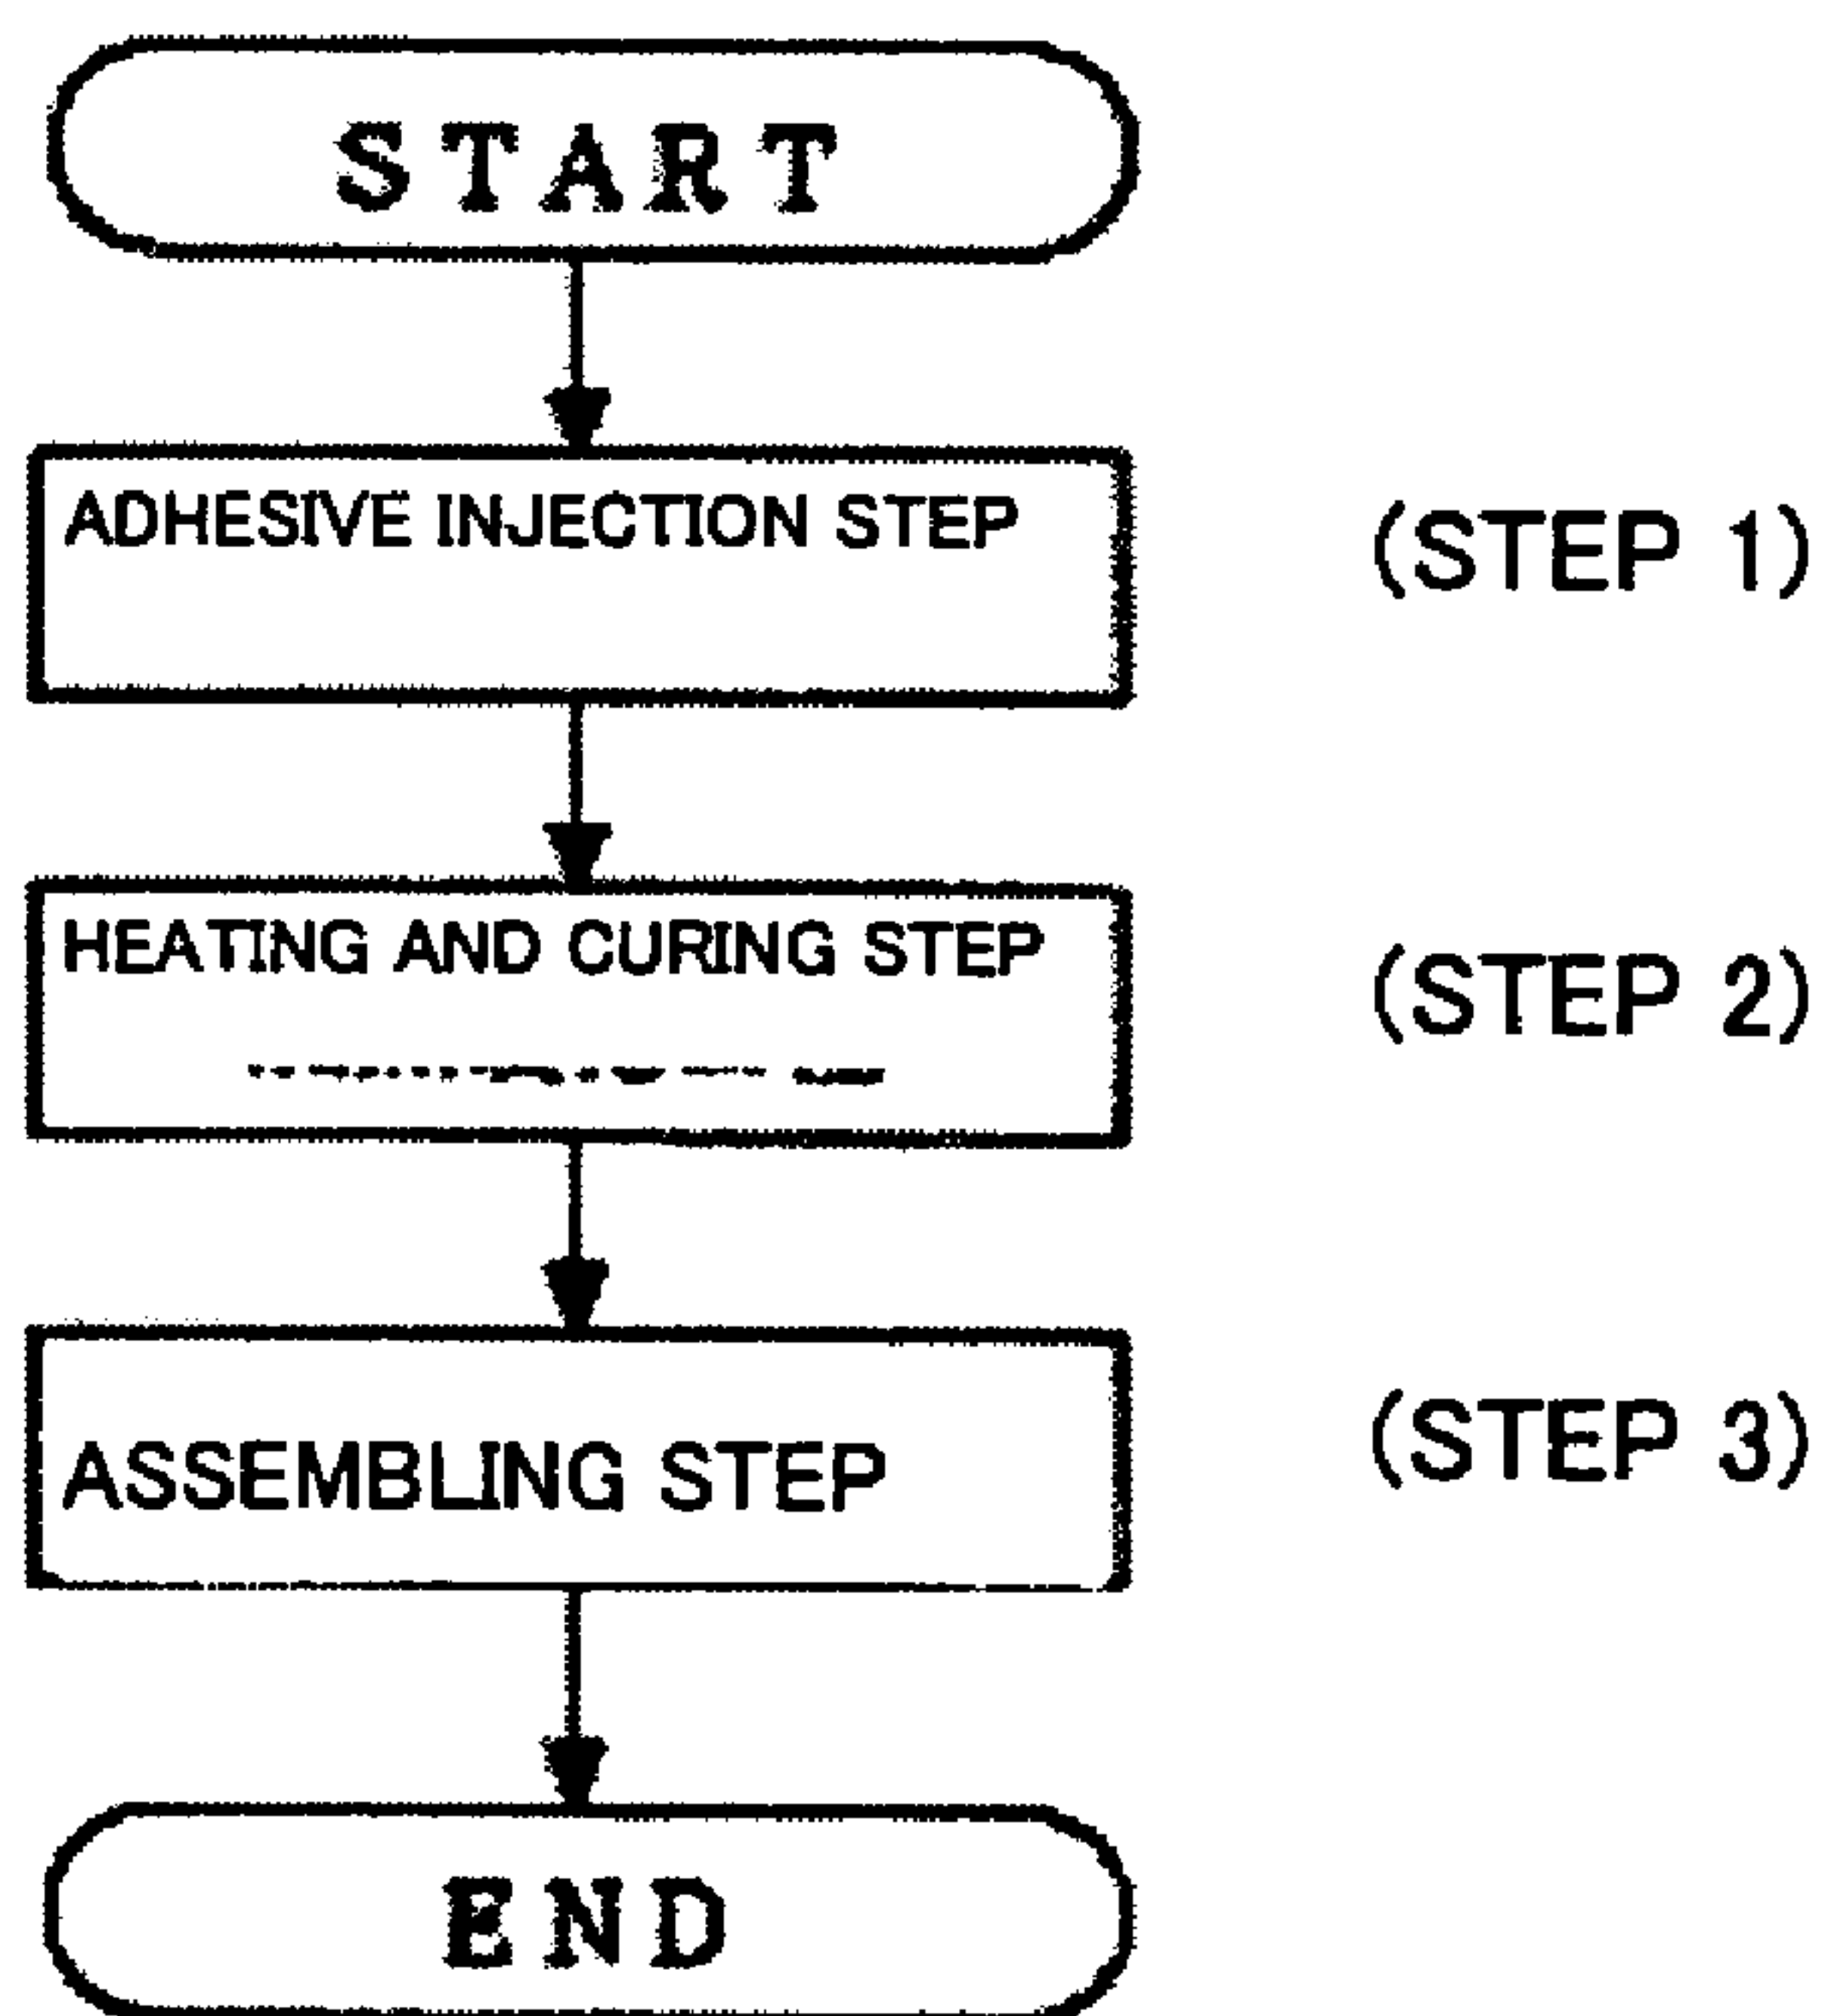 START
ADHESIVE INJECTION STEP
(STEP 1)
HEATING AND CURING STEP
(STEP 2)
ASSEMBLING STEP
(STEP 3)
END